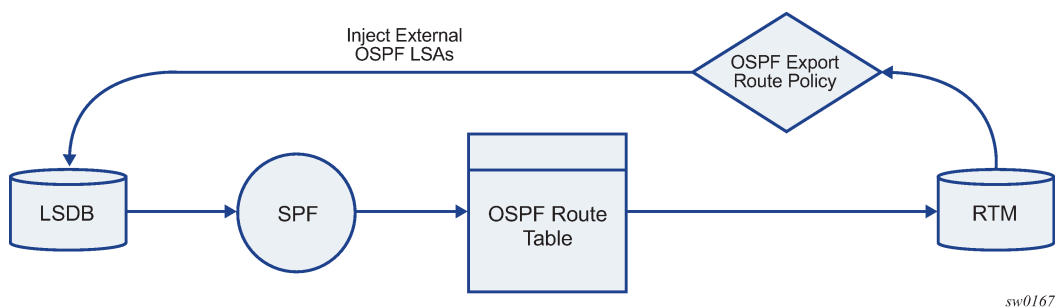 Inject External
OSPF LSAs
OSPF Export
Route Policy
LSDB
SPF
OSPF Route
Table
RTM
sw0167